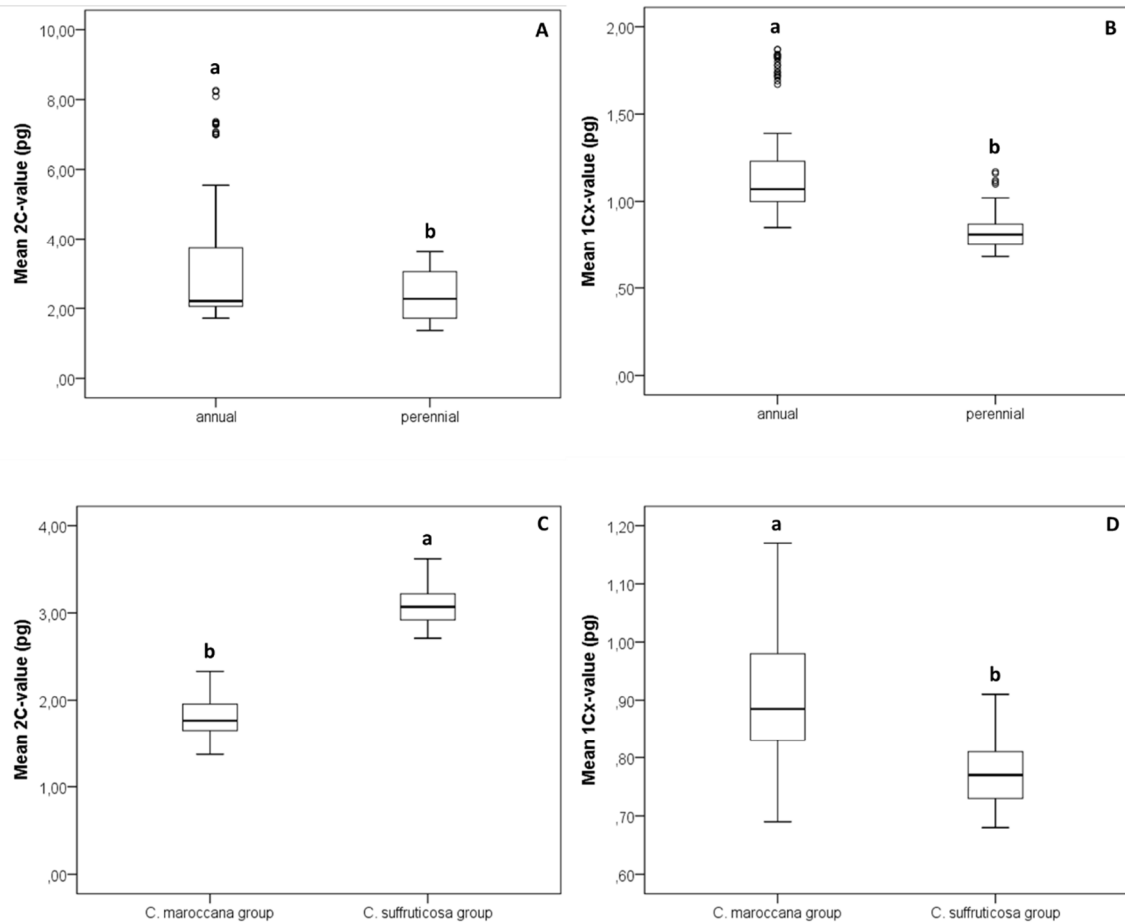 A
10,00
8,00
6,00
4,00
2,00
,00
Mean 2C-value (pg)
a
b
annual
perennial
B
2,00
1,50
1,00
,50
,00
Mean 1Cx-value (pg)
a
b
annual
perennial
C
4,00
3,00
2,00
1,00
,00
Mean 2C-value (pg)
b
a
C. maroccana group
C. suffruticosa group
D
1,20
1,10
1,00
,90
,80
,70
,60
Mean 1Cx-value (pg)
a
b
C. maroccana group
C. suffruticosa group